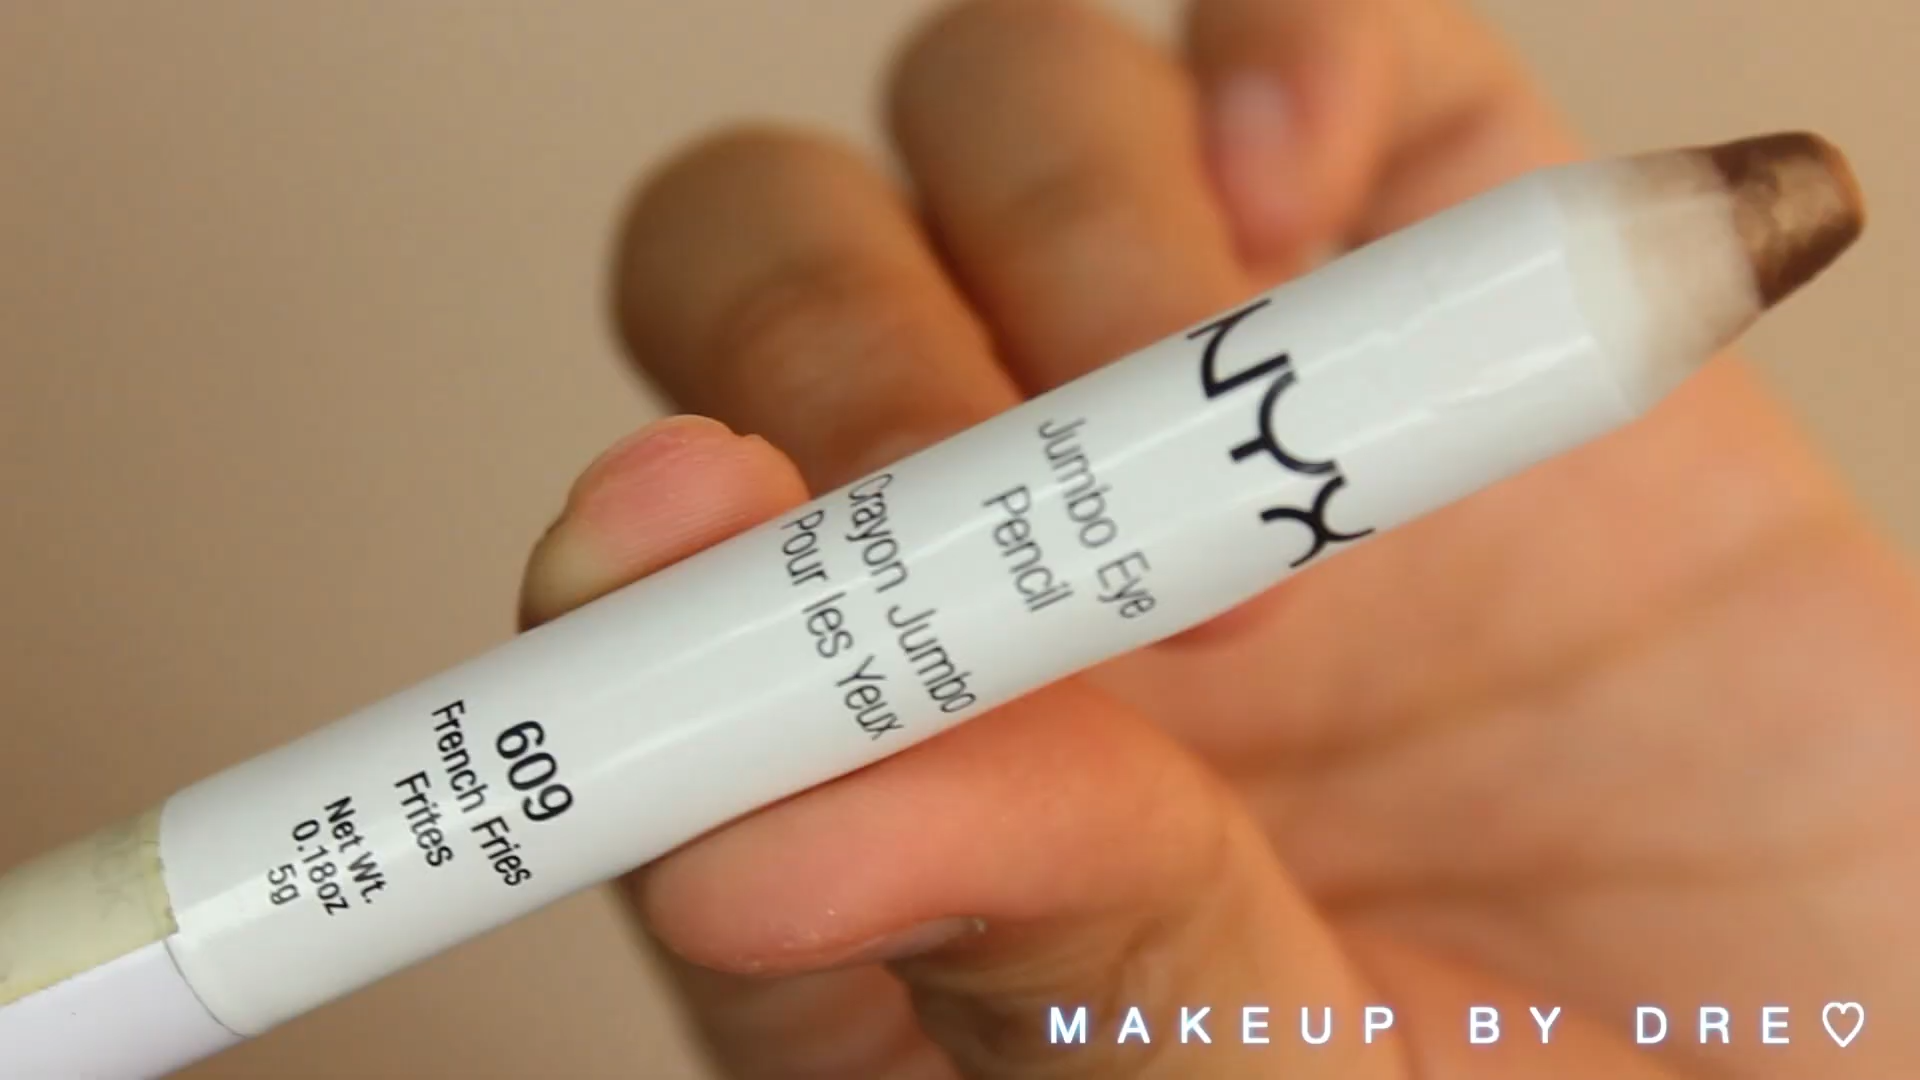 NYX
Jumbo Eye
Pencil
Crayon Jumbo
Pour les Yeux
609
French Fries
Frites
Net Wt.
0.18oz
5g
MAKEUP BY DRE♡